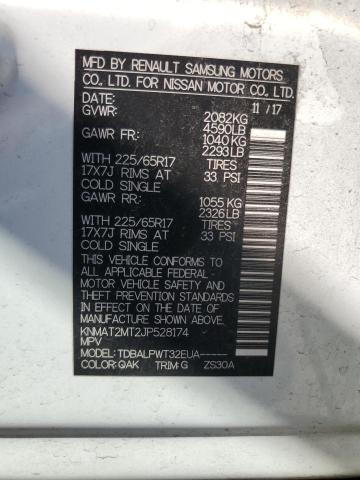 MFD BY RENAULT SAMSUNG MOTORS
CO., LTD. FOR NISSAN MOTOR CO., LTD.
DATE: 11/17
GVWR: 2082KG
4590LB
GAWR FR: 1040KG
2293LB
WITH 225/65R17 TIRES
17X7J RIMS AT 33 PSI
COLD SINGLE
GAWR RR: 1055KG
2326LB
WITH 225/65R17 TIRES
17X7J RIMS AT 33 PSI
COLD SINGLE
THIS VEHICLE CONFORMS TO ALL
APPLICABLE FEDERAL
MOTOR VEHICLE SAFETY AND
THEFT PREVENTION STANDARDS
IN EFFECT ON THE DATE OF
MANUFACTURE SHOWN ABOVE.
KNMAT2MT2JP528174
MPV
MODEL: TDBALPWT32EUA-----
COLOR: QAK TRIM: G ZS30A